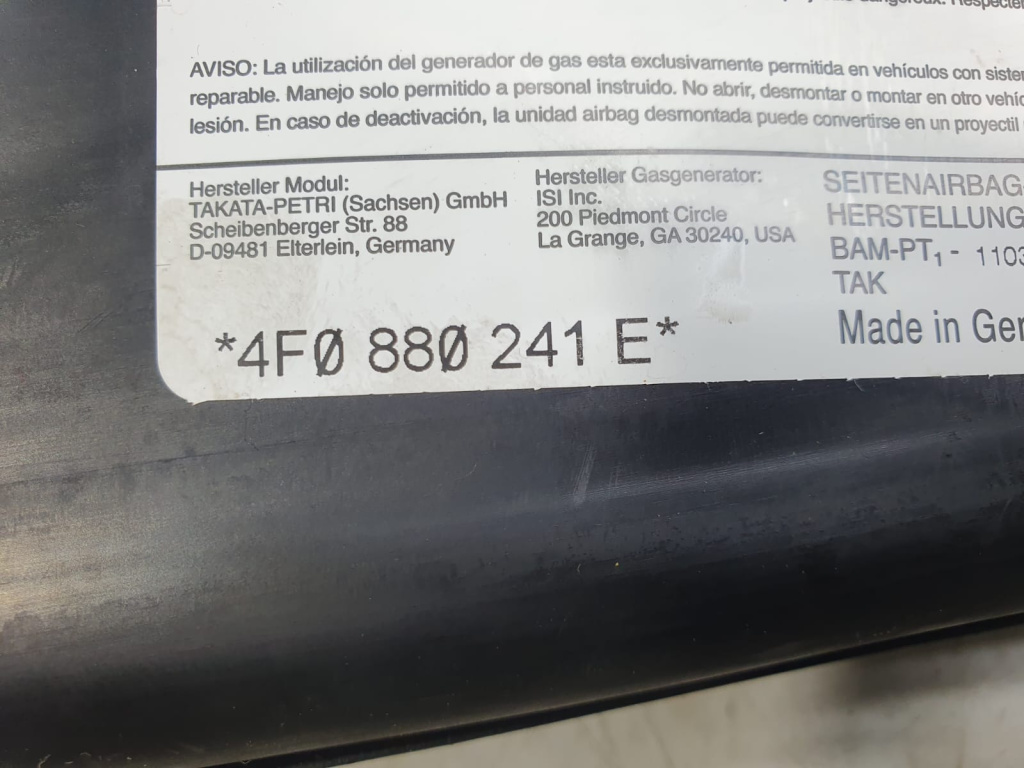 AVISO: La utilización del generador de gas esta exclusivamente permitida en vehículos con
reparable. Manejo solo permitido a personal instruido. No abrir, desmontar o montar en otro
lesión. En caso de deactivación, la unidad airbag desmontada puede convertirse en un proyectil
Hersteller Modul:
TAKATA-PETRI (Sachsen) GmbH
Scheibenberger Str. 88
D-09481 Elterlein, Germany
Hersteller Gasgenerator:
ISI Inc.
200 Piedmont Circle
La Grange, GA 30240, USA
SEITENAIRBAG
HERSTELLUNG
BAM-PT₁ - 1103
TAK
Made in Ger
*4F0 880 241 E*